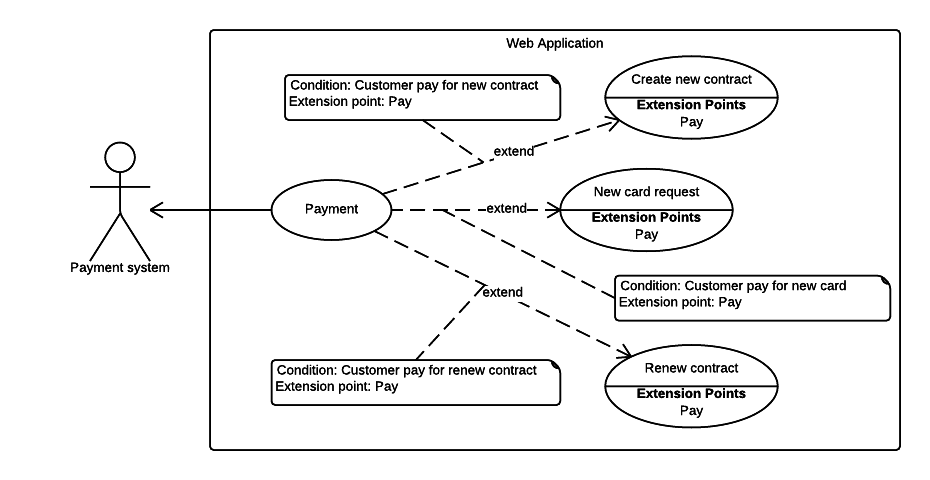 Web Application
Condition: Customer pay for new contract
Extension point: Pay
Create new contract
Extension Points
Pay
extend
New card request
Extension Points
Pay
extend
Payment
Payment system
Condition: Customer pay for new card
Extension point: Pay
extend
Condition: Customer pay for renew contract
Extension point: Pay
Renew contract
Extension Points
Pay